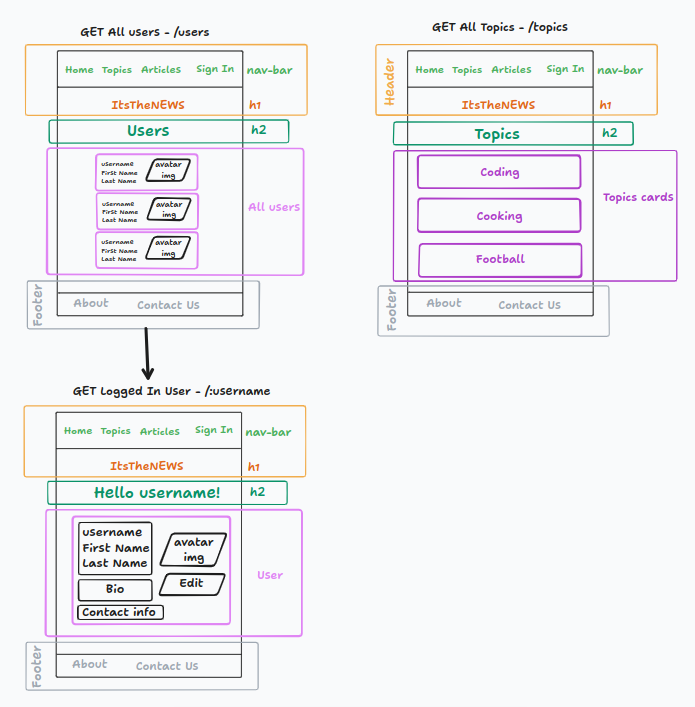 GET All users - /users
Home Topics Articles Sign In nav-bar
ItsTheNEWS h1
Users h2
username
First Name
Last Name
avatar
img
username
First Name
Last Name
avatar
img
username
First Name
Last Name
avatar
img
All users
Footer
About Contact Us
GET All Topics - /topics
Header
Home Topics Articles Sign In nav-bar
ItsTheNEWS h1
Topics h2
Coding
Cooking
Football
Topics cards
Footer
About Contact Us
GET Logged In User - /:username
Home Topics Articles Sign In nav-bar
ItsTheNEWS h1
Hello username! h2
username
First Name
Last Name
avatar
img
Bio
Edit
Contact info
User
Footer
About Contact Us